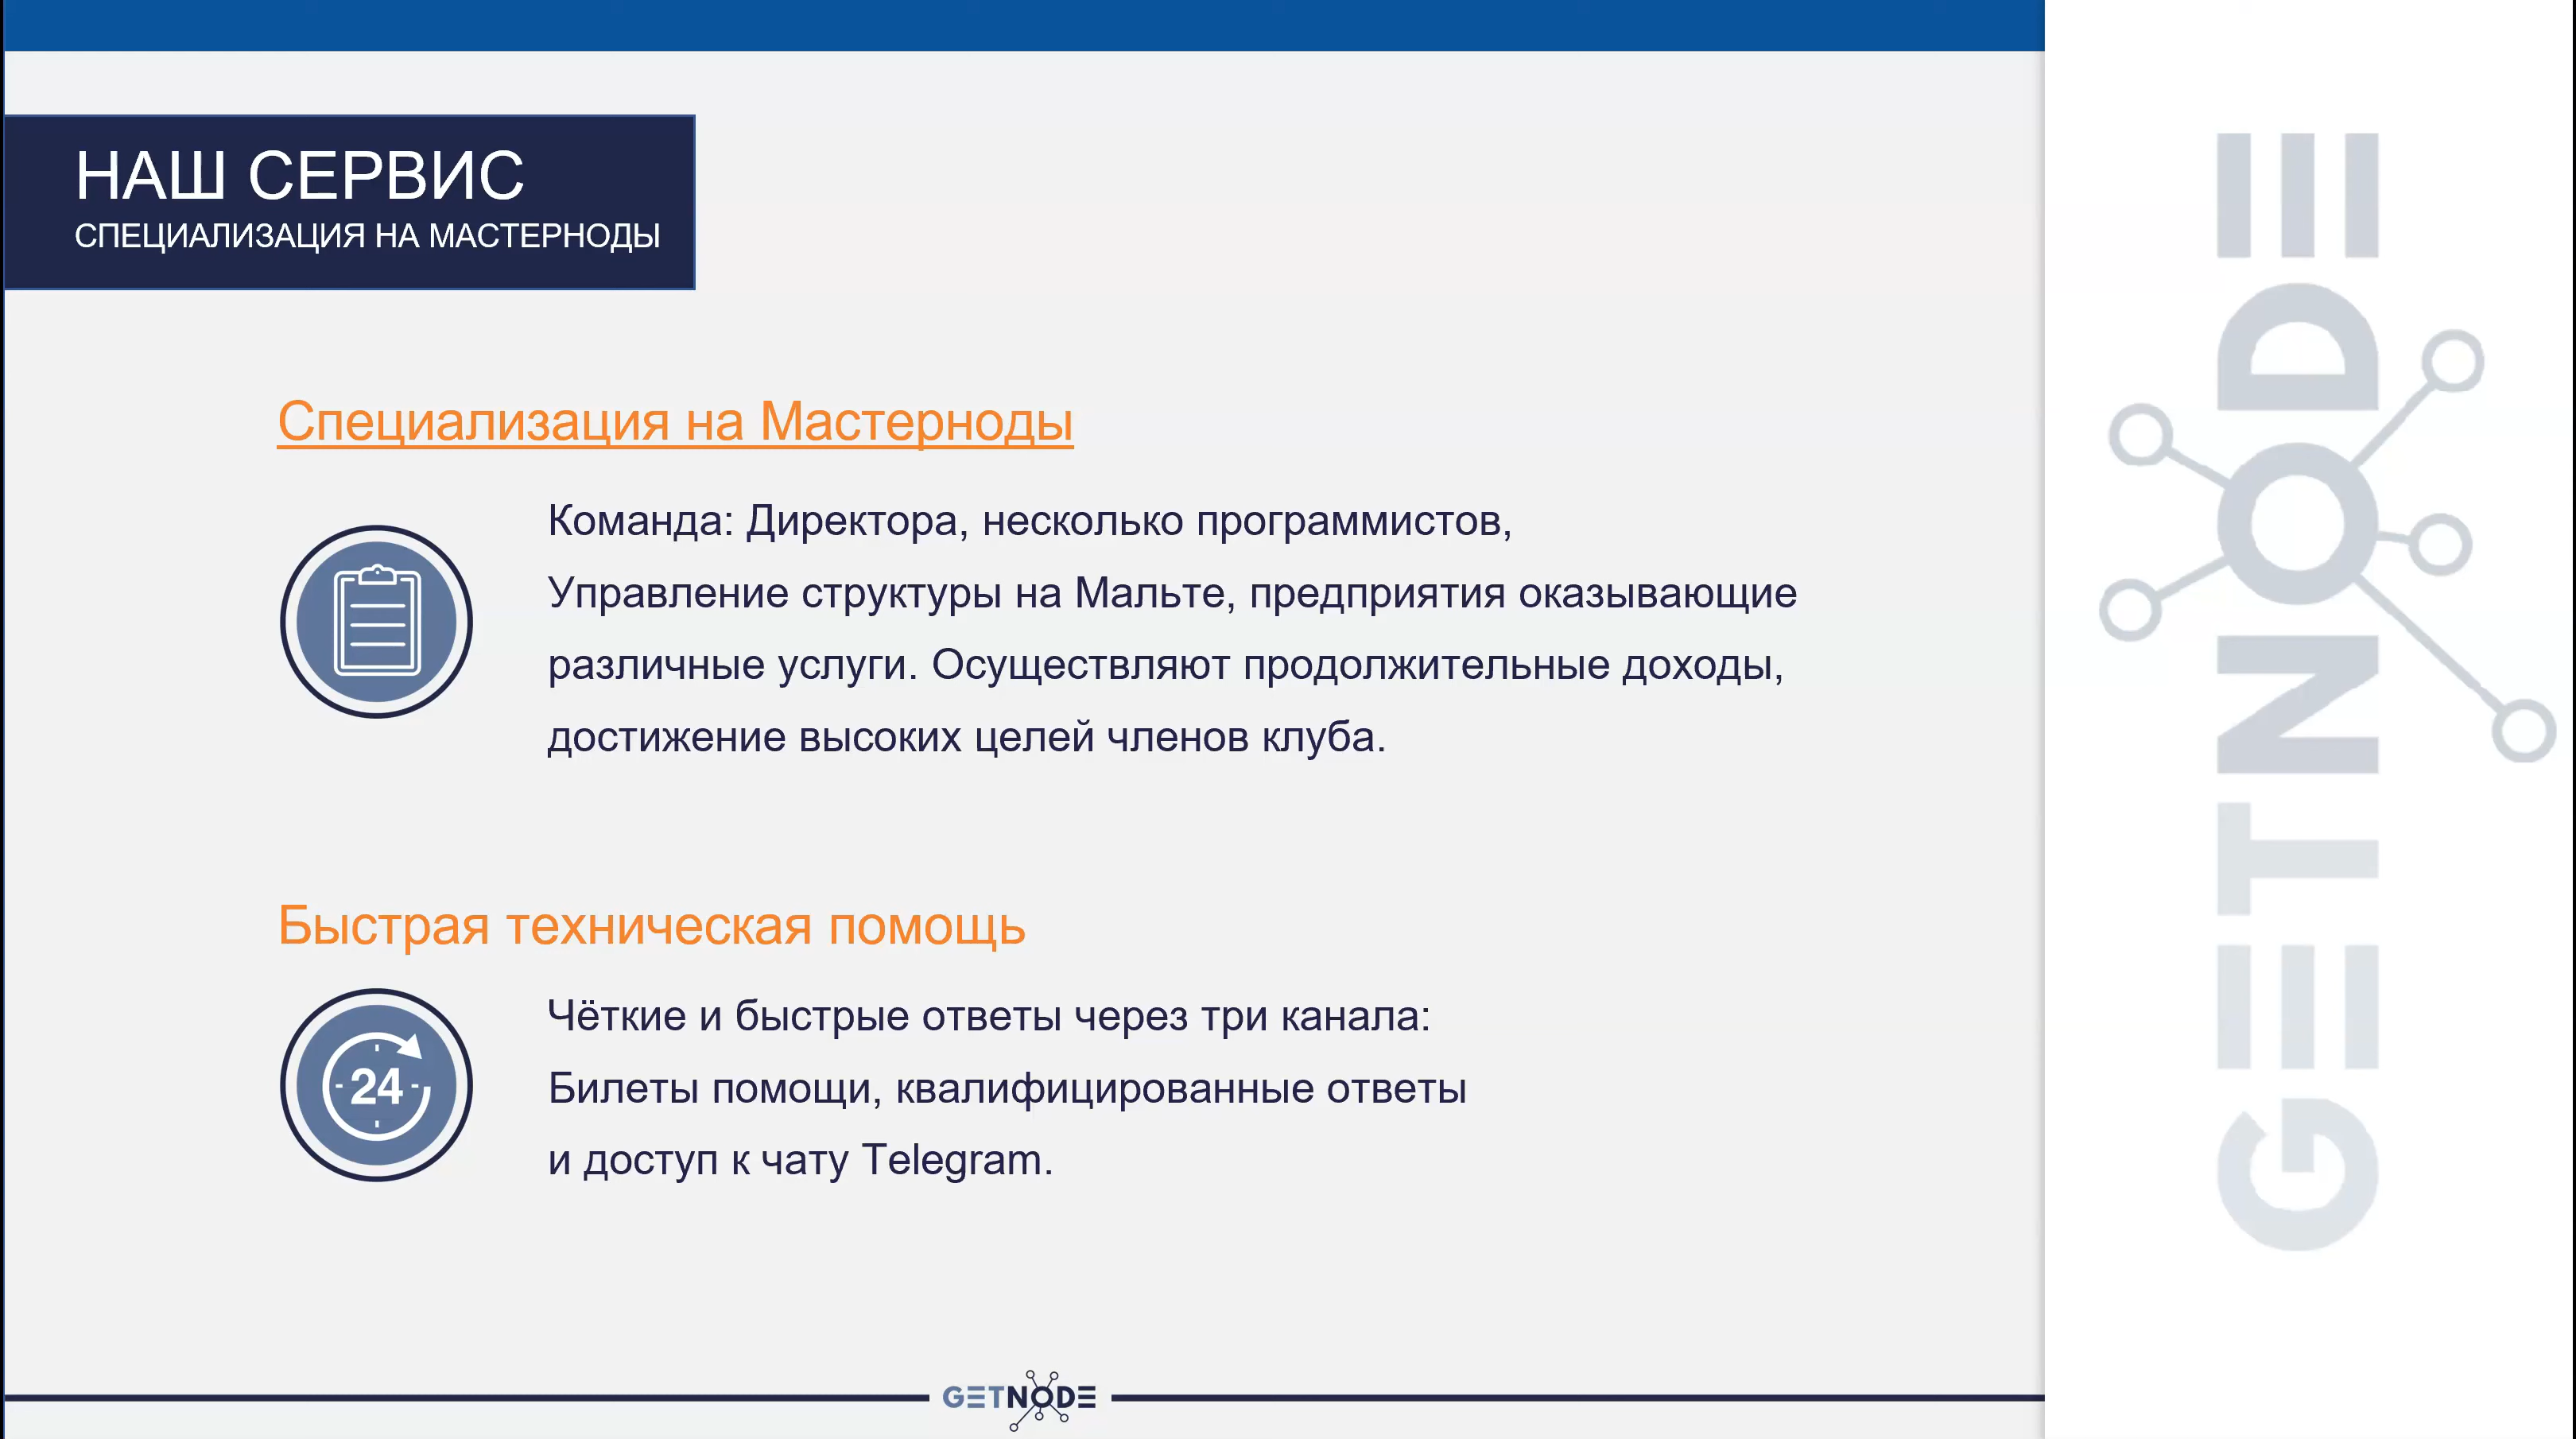 НАШ СЕРВИС
СПЕЦИАЛИЗАЦИЯ НА МАСТЕРНОДЫ
Специализация на Мастерноды
Команда: Директора, несколько программистов,
Управление структуры на Мальте, предприятия оказывающие
различные услуги. Осуществляют продолжительные доходы,
достижение высоких целей членов клуба.
Быстрая техническая помощь
24
Чёткие и быстрые ответы через три канала:
Билеты помощи, квалифицированные ответы
и доступ к чату Telegram.
GETNODE
GETNODE